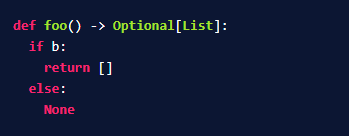 def foo() -> Optional[List]:
  if b:
    return []
  else:
    None